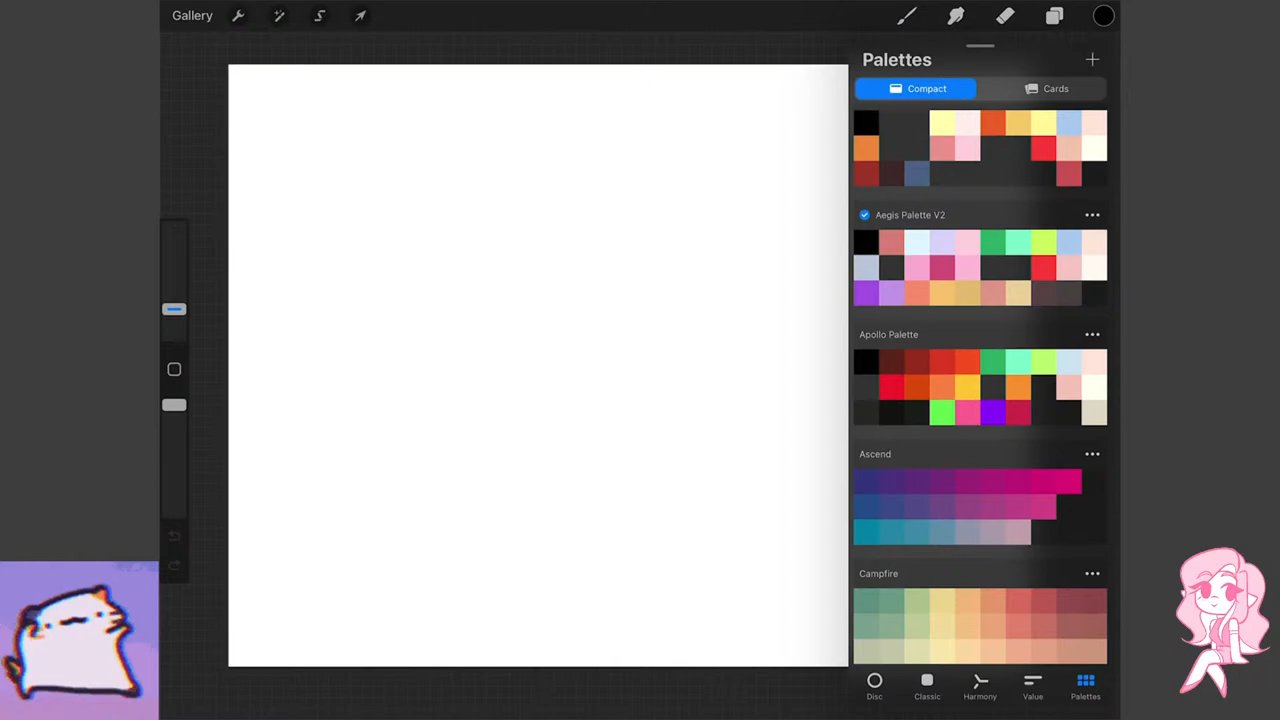 Gallery
Palettes
Compact
Cards
Aegis Palette V2
Apollo Palette
Ascend
Campfire
Disc
Classic
Harmony
Value
Palettes